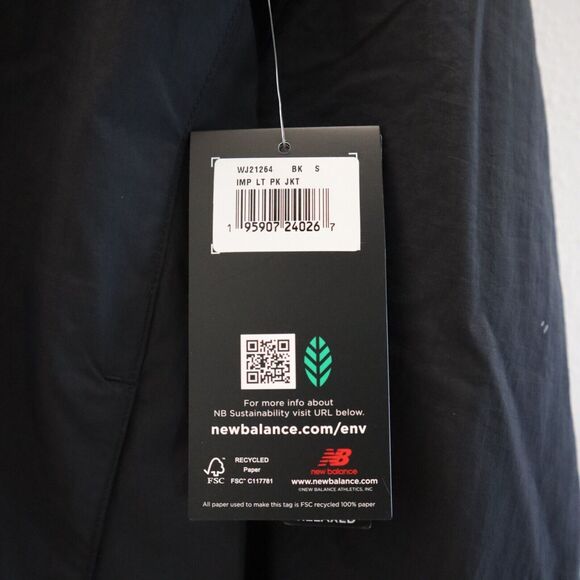 WJ21264 BK S
IMP LT PK JKT
1 95907 24026 7
For more info about
NB Sustainability visit URL below.
newbalance.com/env
FSC
RECYCLED
Paper
FSC® C117781
NB
new balance
www.newbalance.com
©NEW BALANCE ATHLETICS, INC
All paper used to make this tag is FSC recycled 100% paper
RELAXED